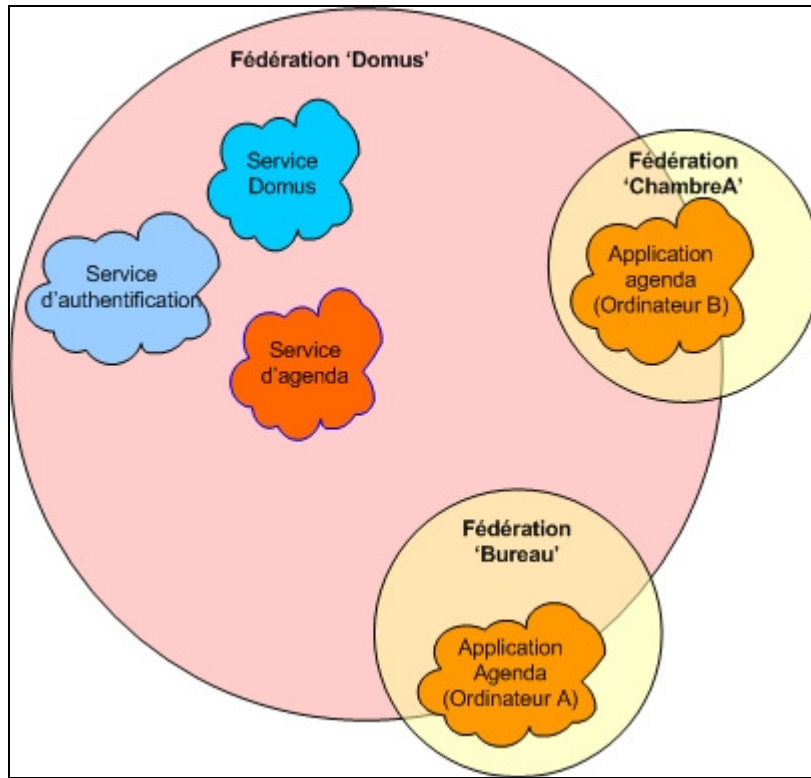 Fédération 'Domus'
Service
Domus
Fédération
'ChambreA'
Application
agenda
(Ordinateur B)
Service
d'authentification
Service
d'agenda
Fédération
'Bureau'
Application
Agenda
(Ordinateur A)